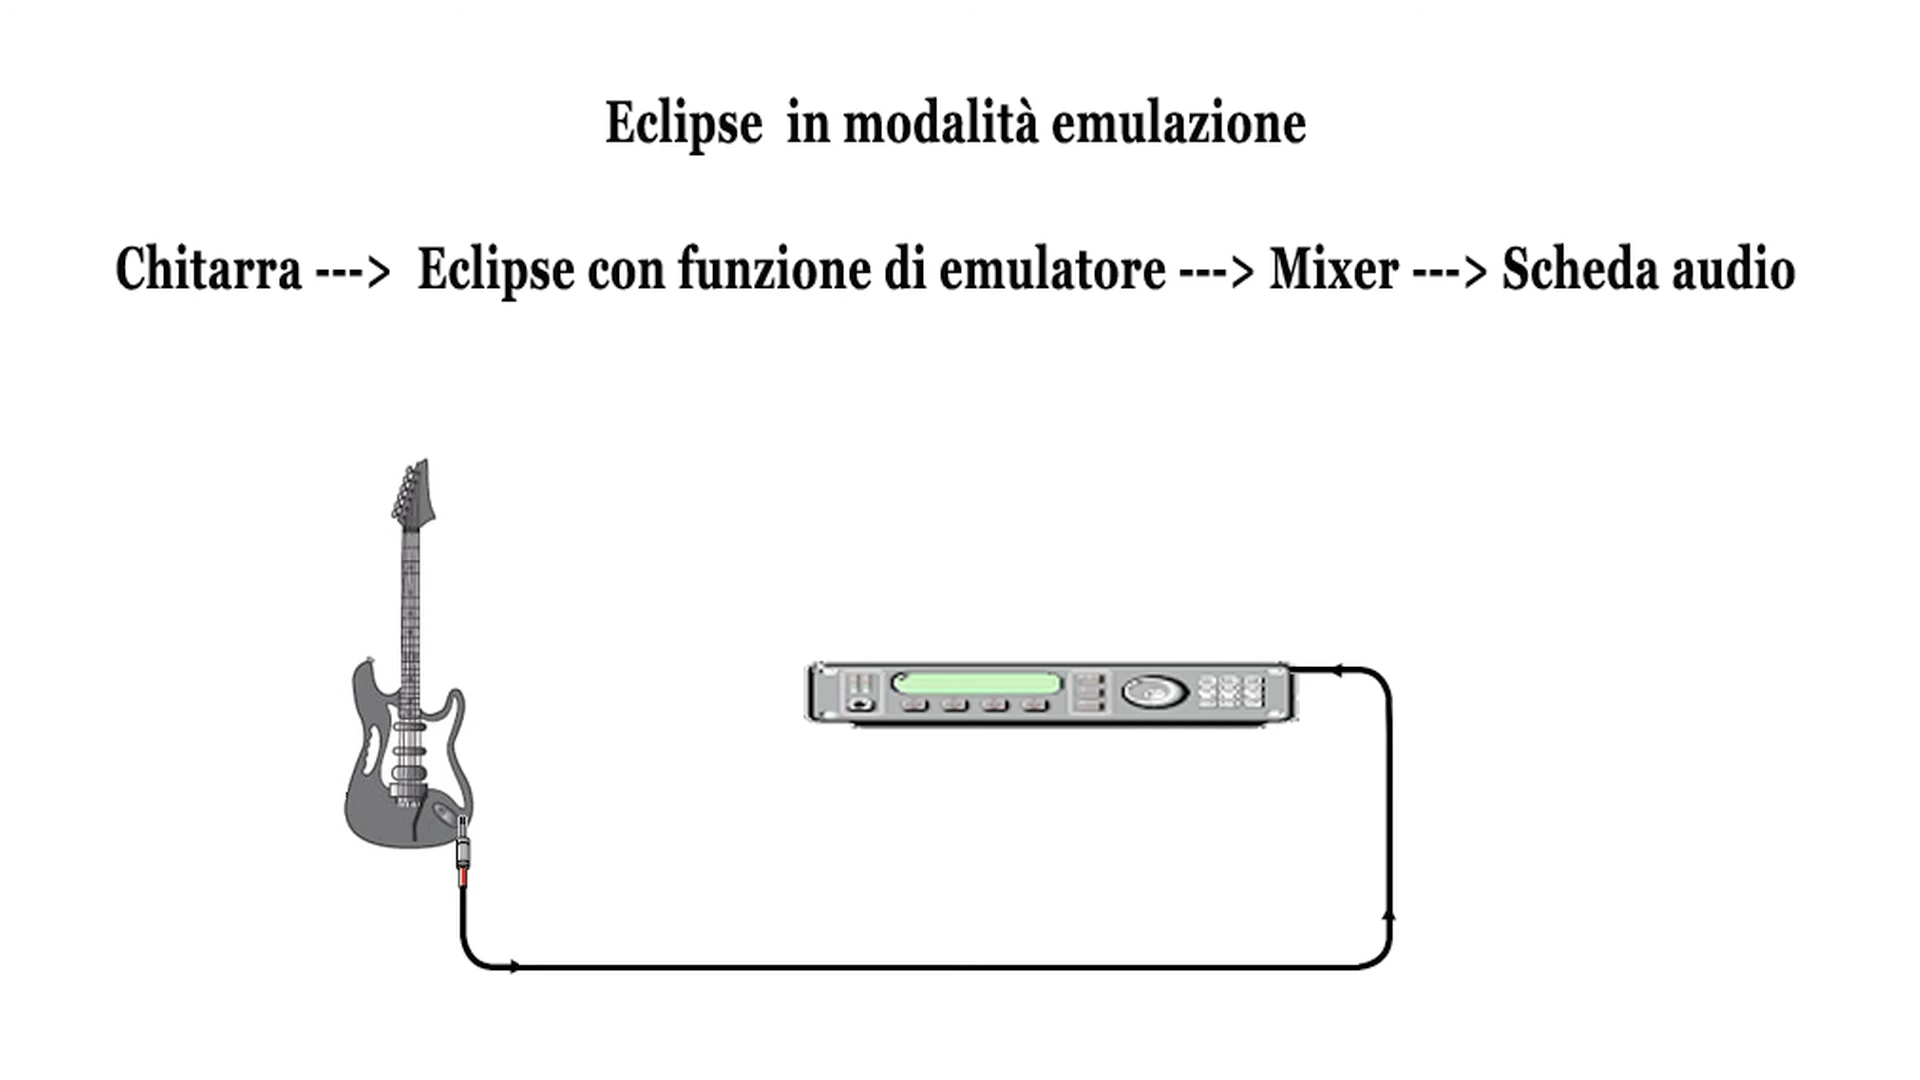 Eclipse  in modalità emulazione
Chitarra --->  Eclipse con funzione di emulatore ---> Mixer ---> Scheda audio